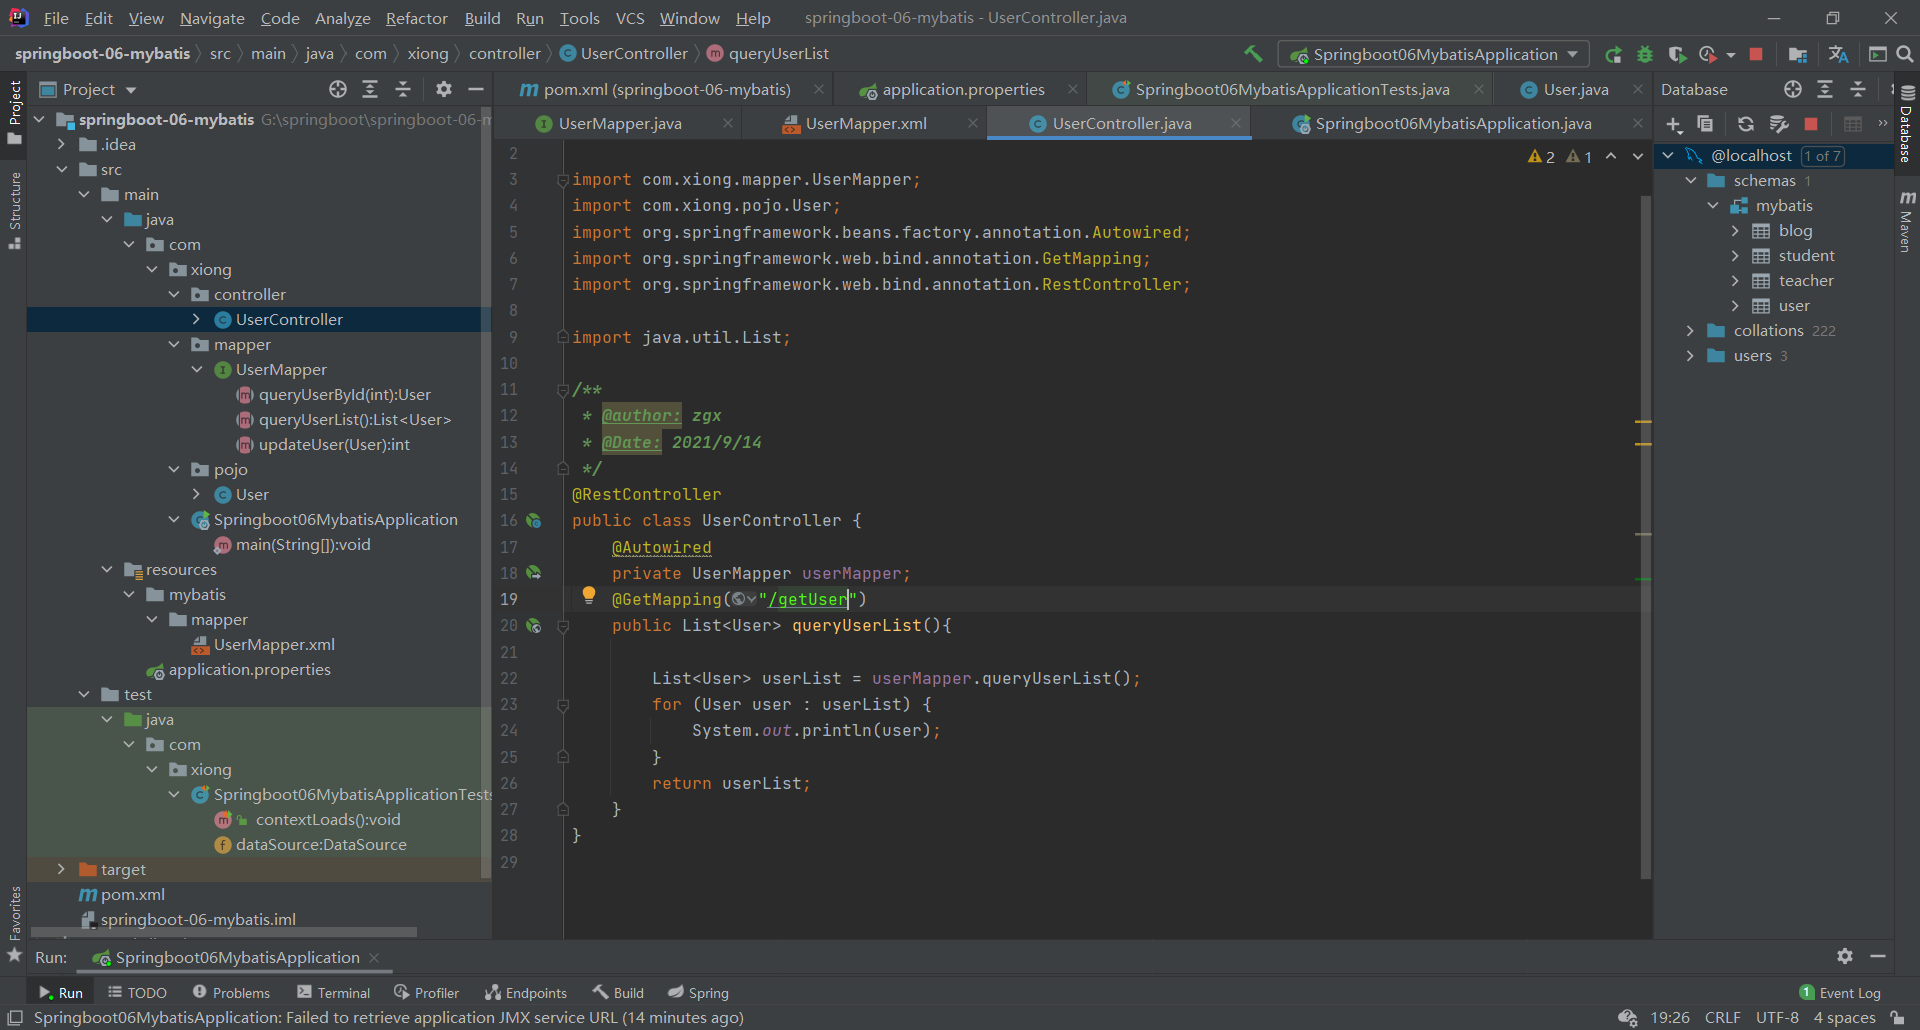 File Edit View Navigate Code Analyze Refactor Build Run Tools VCS Window Help springboot-06-mybatis - UserController.java
springboot-06-mybatis src main java com xiong controller UserController queryUserList Springboot06MybatisApplication
Project
pom.xml (springboot-06-mybatis) application.properties Springboot06MybatisApplicationTests.java User.java
UserMapper.java UserMapper.xml UserController.java Springboot06MybatisApplication.java
Project
Structure
Favorites
springboot-06-mybatis G:\springboot\springboot-06-m
.idea
src
main
java
com
xiong
controller
UserController
mapper
UserMapper
queryUserById(int):User
queryUserList():List<User>
updateUser(User):int
pojo
User
Springboot06MybatisApplication
main(String[]):void
resources
mybatis
mapper
UserMapper.xml
application.properties
test
java
com
xiong
Springboot06MybatisApplicationTests
contextLoads():void
dataSource:DataSource
target
pom.xml
springboot-06-mybatis.iml
2
3 import com.xiong.mapper.UserMapper;
4 import com.xiong.pojo.User;
5 import org.springframework.beans.factory.annotation.Autowired;
6 import org.springframework.web.bind.annotation.GetMapping;
7 import org.springframework.web.bind.annotation.RestController;
8
9 import java.util.List;
10
11 /**
12 * @author: zgx
13 * @Date: 2021/9/14
14 */
15 @RestController
16 public class UserController {
17 @Autowired
18 private UserMapper userMapper;
19 @GetMapping("/getUser")
20 public List<User> queryUserList(){
21
22 List<User> userList = userMapper.queryUserList();
23 for (User user : userList) {
24 System.out.println(user);
25 }
26 return userList;
27 }
28 }
29
2 1
Database
@localhost 1 of 7
schemas 1
mybatis
blog
student
teacher
user
collations 222
users 3
Database
Maven
Run: Springboot06MybatisApplication
Run TODO Problems Terminal Profiler Endpoints Build Spring 1 Event Log
Springboot06MybatisApplication: Failed to retrieve application JMX service URL (14 minutes ago) 19:26 CRLF UTF-8 4 spaces